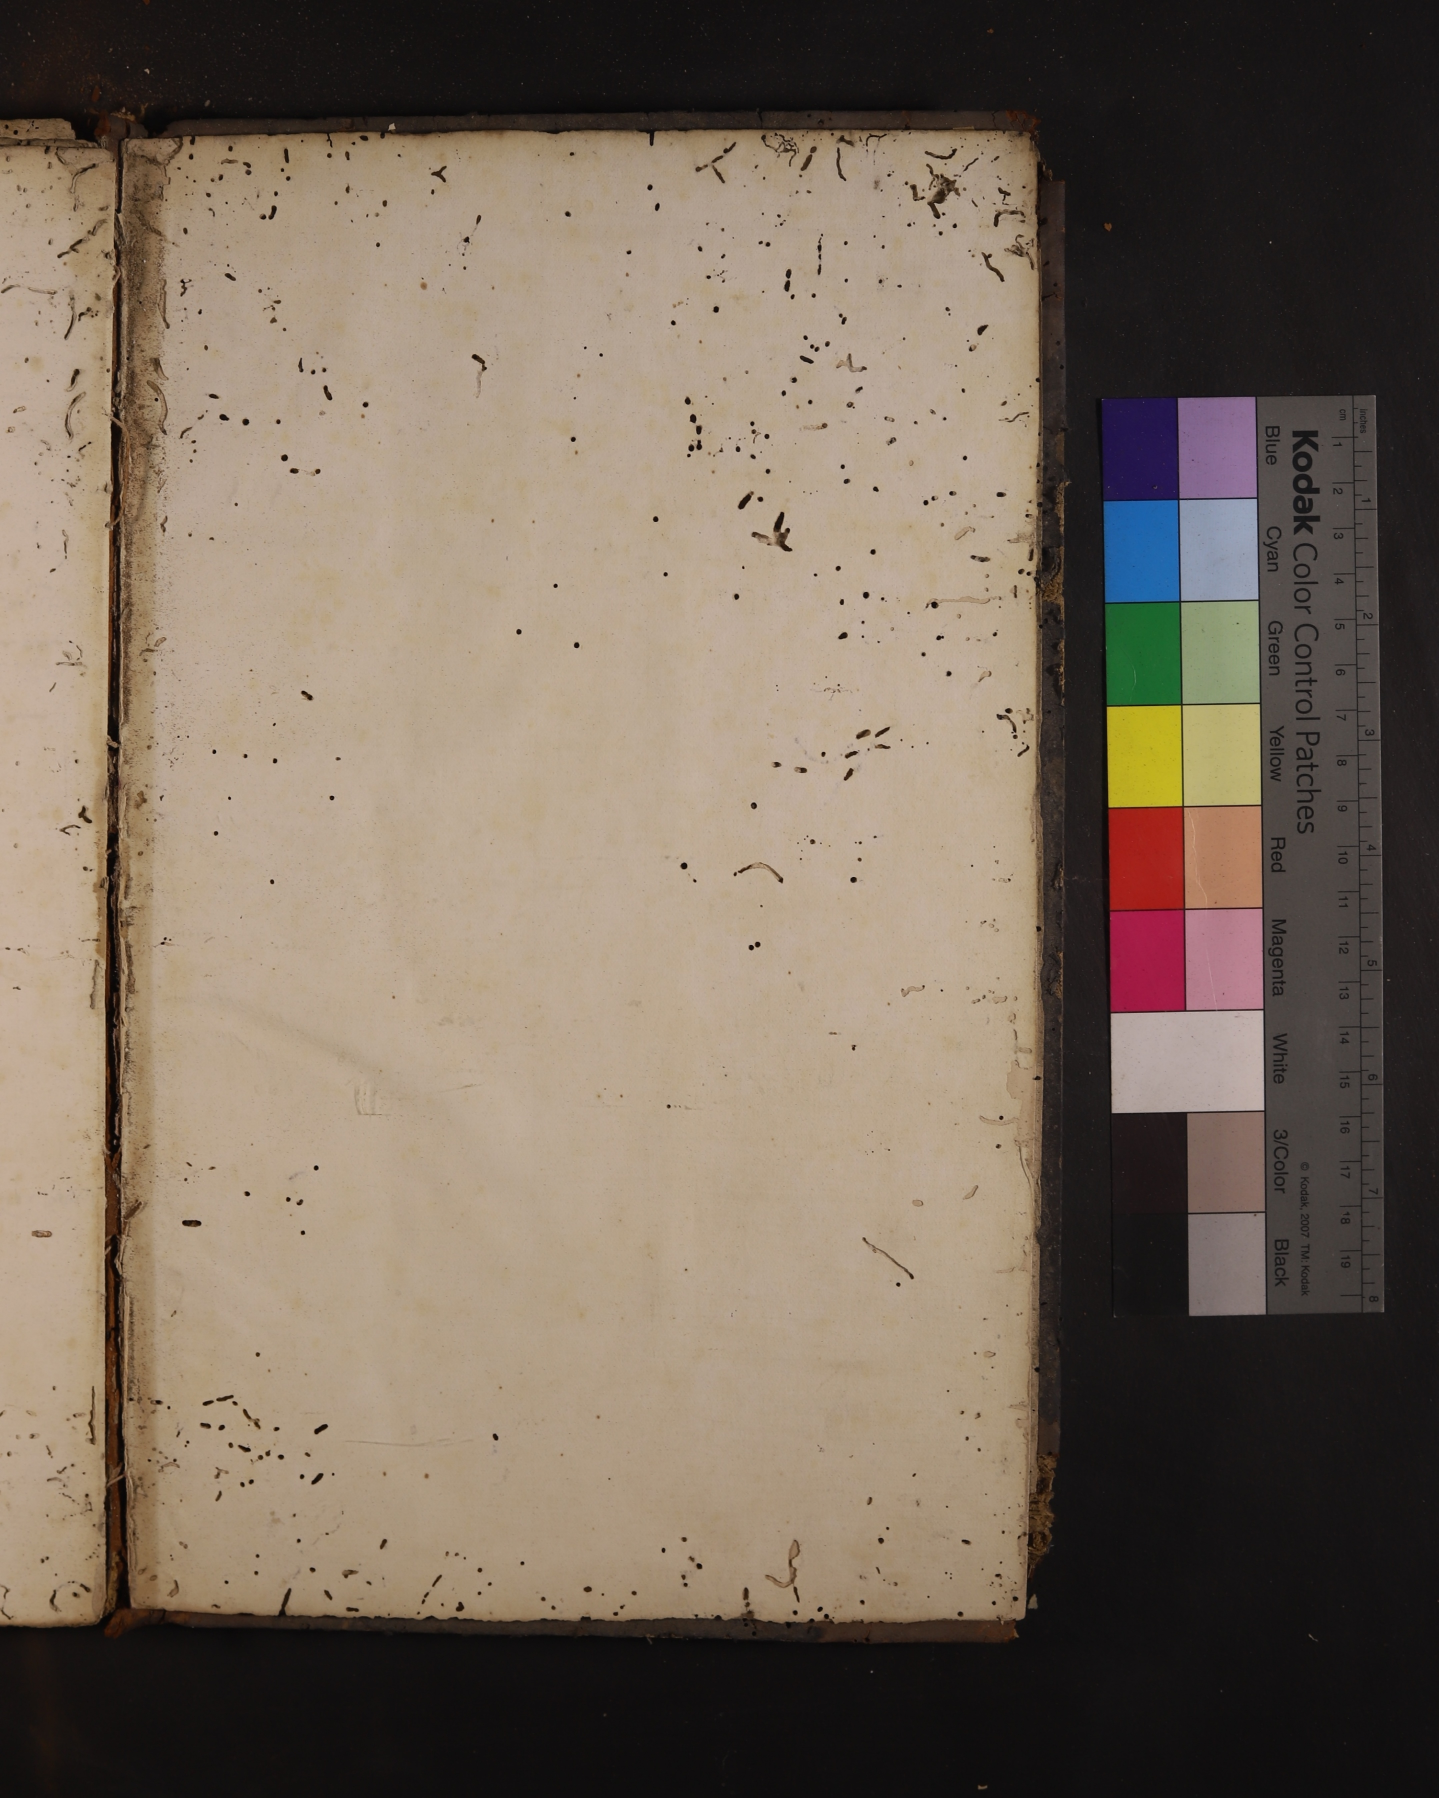 Kodak Color Control Patches
Blue Cyan Green Yellow Red Magenta White 3/Color Black
© Kodak, 2007 TM: Kodak
cm 1 2 3 4 5 6 7 8 9 10 11 12 13 14 15 16 17 18 19
Inches 1 2 3 4 5 6 7 8